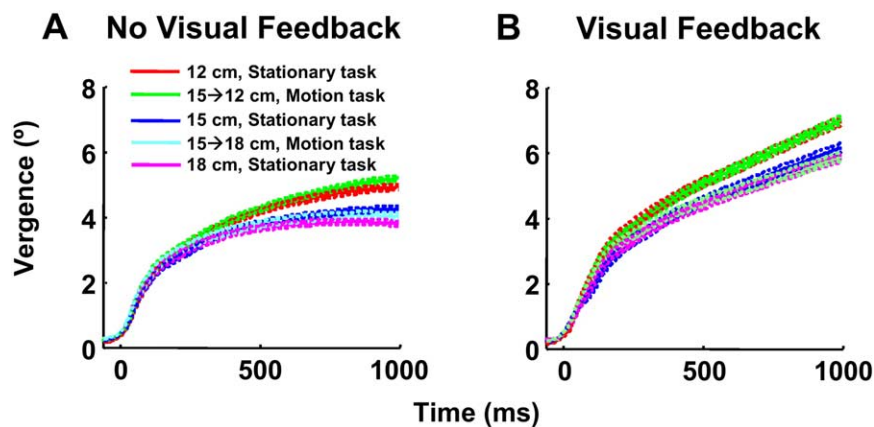 A No Visual Feedback
B Visual Feedback
12 cm, Stationary task
15→12 cm, Motion task
15 cm, Stationary task
15→18 cm, Motion task
18 cm, Stationary task
Vergence (º)
8
6
4
2
0
0 500 1000
8
6
4
2
0
0 500 1000
Time (ms)